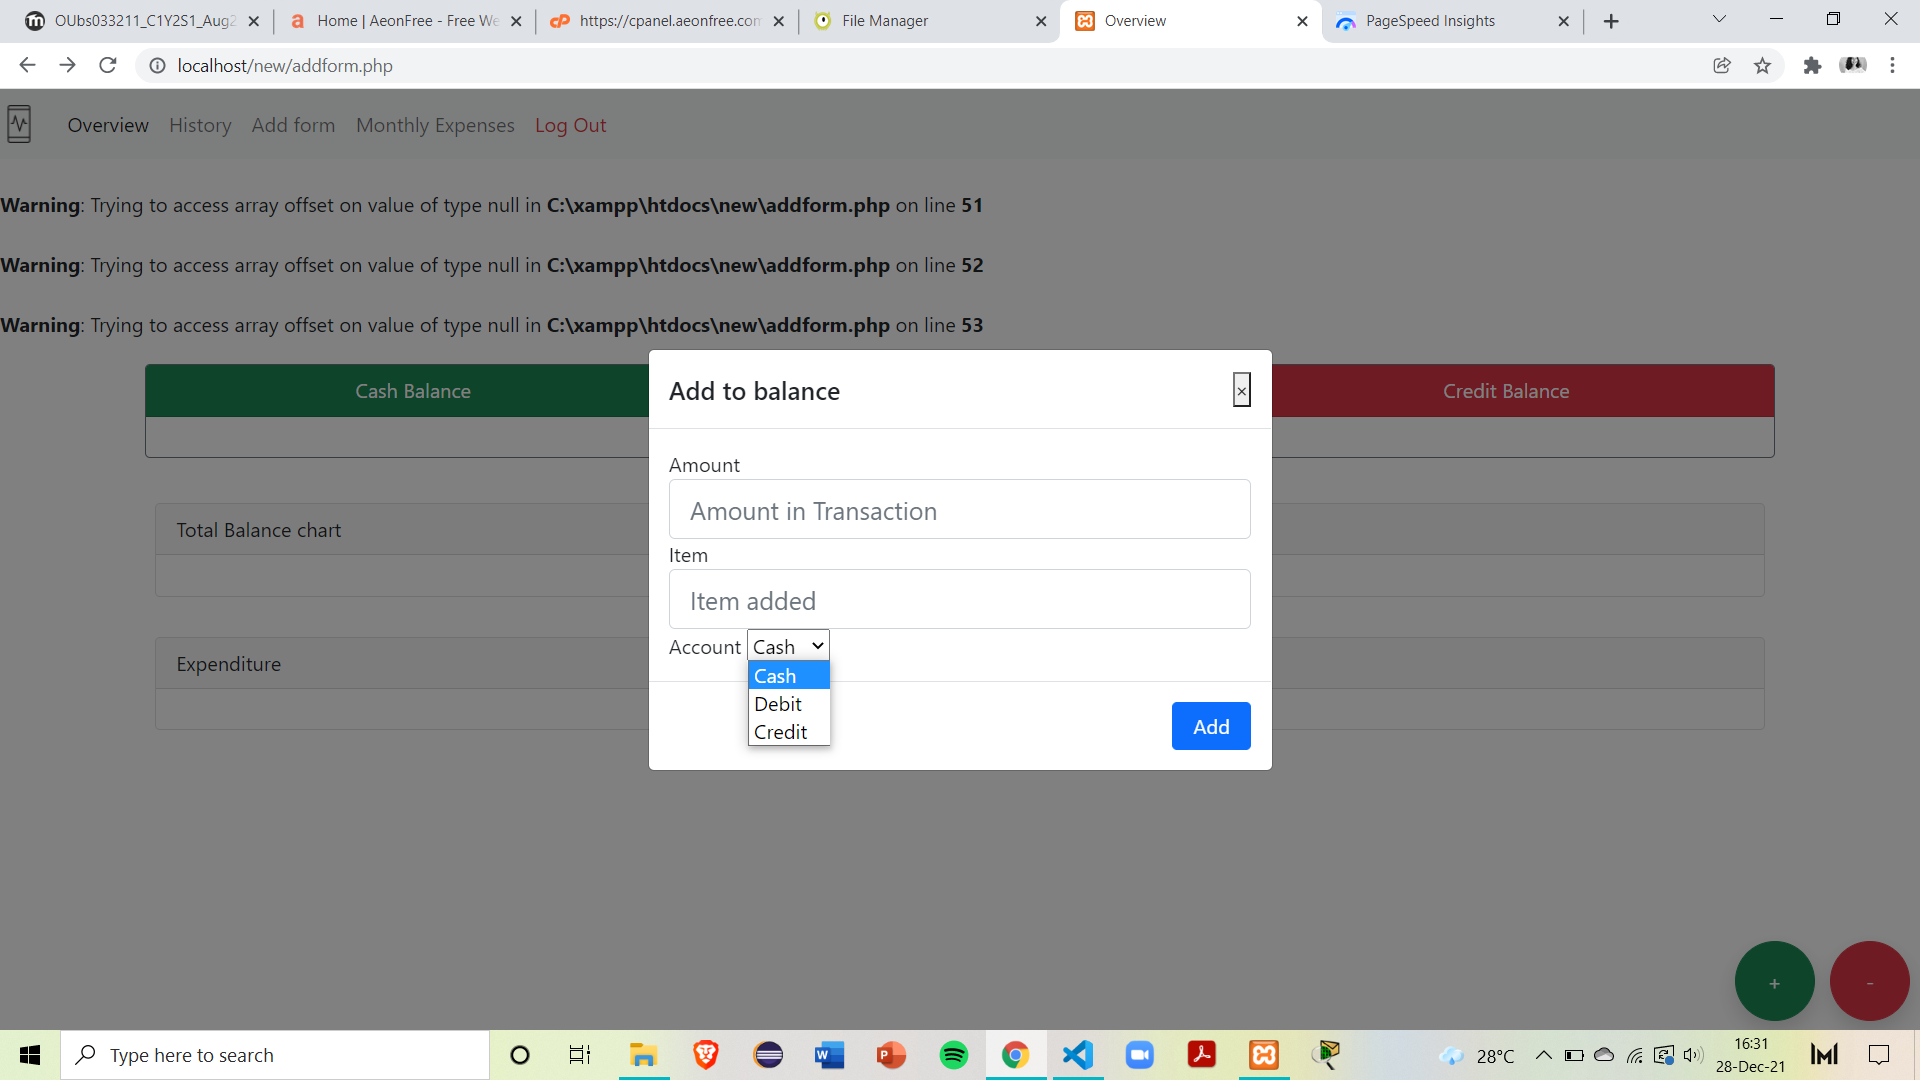 OUbs033211_C1Y2S1_Aug2
Home | AeonFree - Free We
https://cpanel.aeonfree.com
File Manager
Overview
PageSpeed Insights
localhost/new/addform.php
Overview
History
Add form
Monthly Expenses
Log Out
Warning: Trying to access array offset on value of type null in C:\xampp\htdocs\new\addform.php on line 51
Warning: Trying to access array offset on value of type null in C:\xampp\htdocs\new\addform.php on line 52
Warning: Trying to access array offset on value of type null in C:\xampp\htdocs\new\addform.php on line 53
Cash Balance
Credit Balance
Add to balance
×
Amount
Amount in Transaction
Item
Item added
Account Cash
Cash
Debit
Credit
Add
Total Balance chart
Expenditure
+
-
Type here to search
28°C
16:31
28-Dec-21